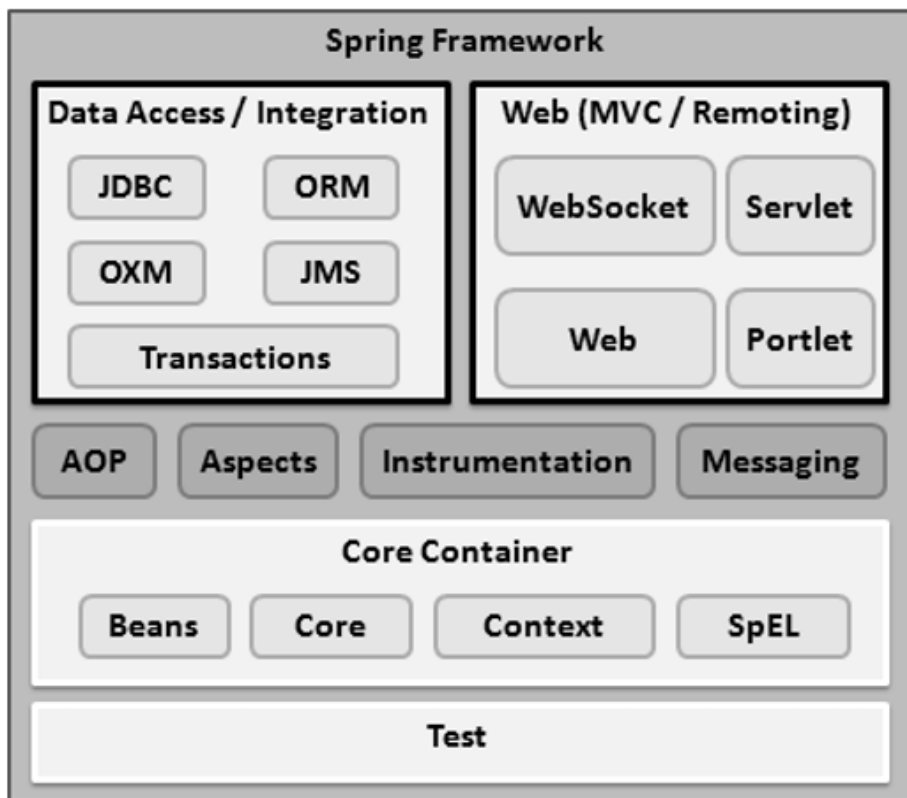 Spring Framework
Data Access / Integration
Web (MVC / Remoting)
JDBC
ORM
OXM
JMS
Transactions
WebSocket
Servlet
Web
Portlet
AOP
Aspects
Instrumentation
Messaging
Core Container
Beans
Core
Context
SpEL
Test